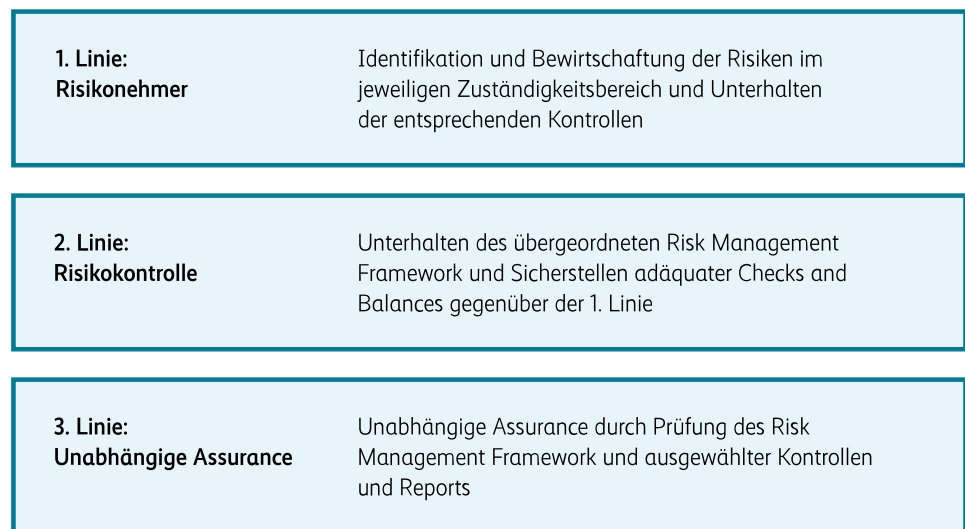 1. Linie:
Risikonehmer
Identifikation und Bewirtschaftung der Risiken im
jeweiligen Zuständigkeitsbereich und Unterhalten
der entsprechenden Kontrollen
2. Linie:
Risikokontrolle
Unterhalten des übergeordneten Risk Management
Framework und Sicherstellen adäquater Checks and
Balances gegenüber der 1. Linie
3. Linie:
Unabhängige Assurance
Unabhängige Assurance durch Prüfung des Risk
Management Framework und ausgewählter Kontrollen
und Reports